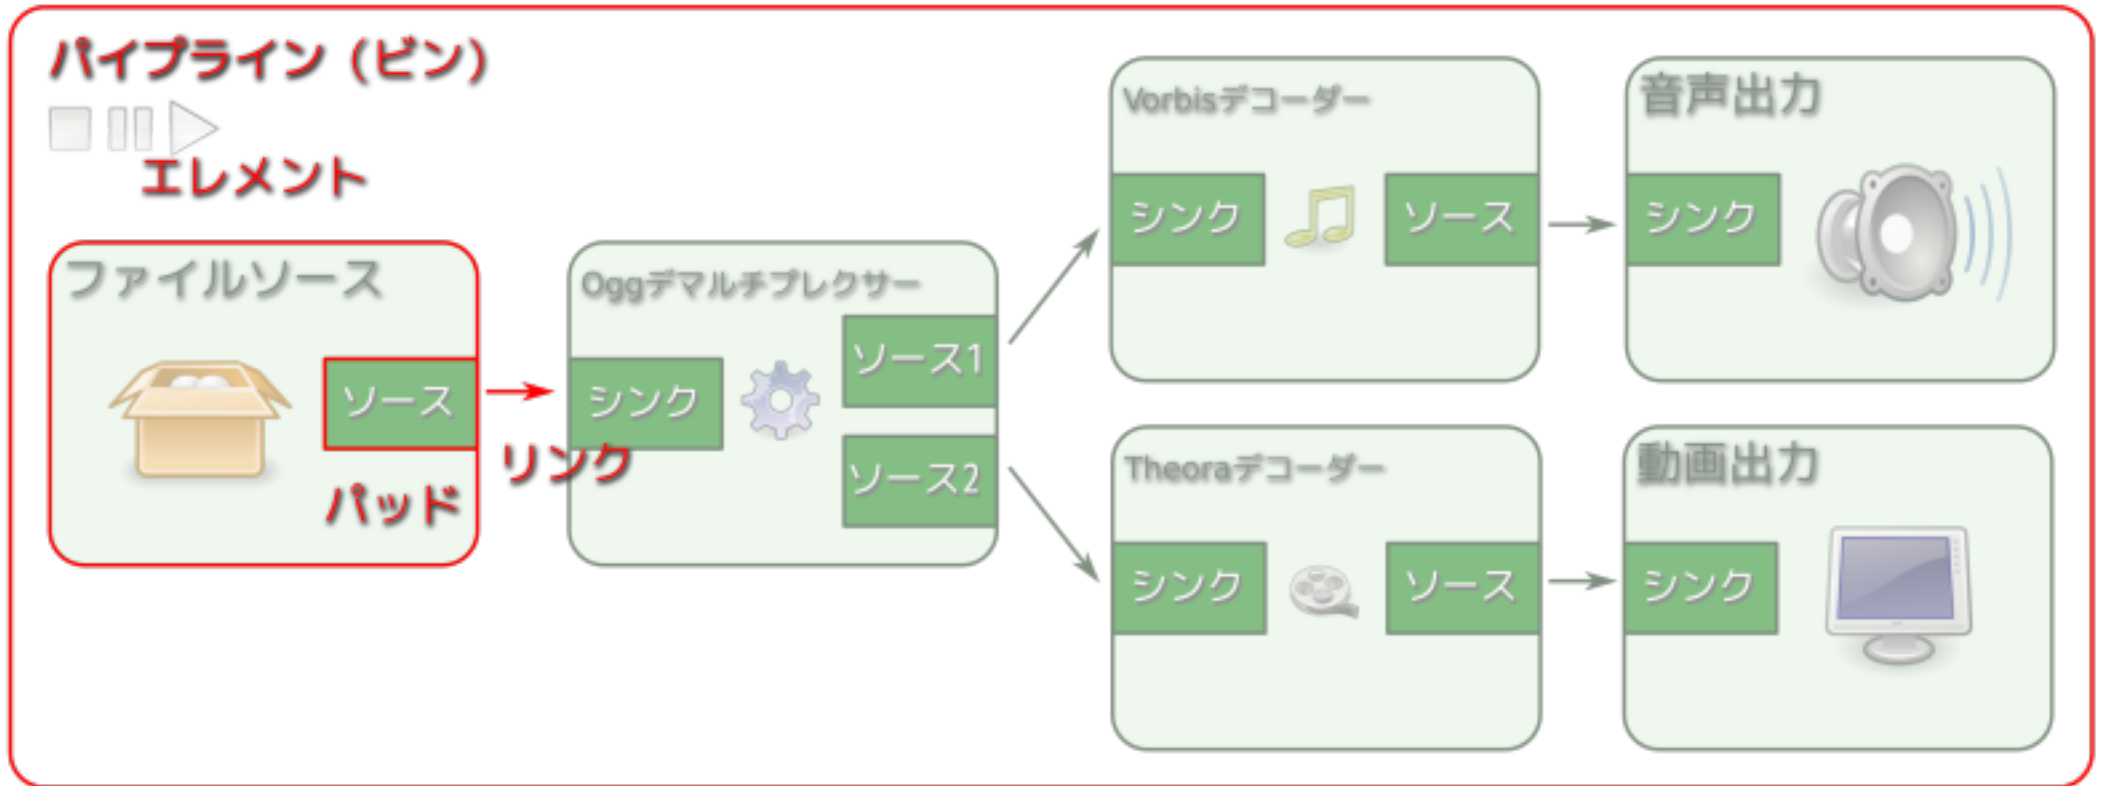 パイプライン（ビン）
エレメント
ファイルソース
ソース
パッド
リンク
Oggデマルチプレクサー
シンク
ソース1
ソース2
Vorbisデコーダー
シンク
ソース
音声出力
シンク
Theoraデコーダー
シンク
ソース
動画出力
シンク